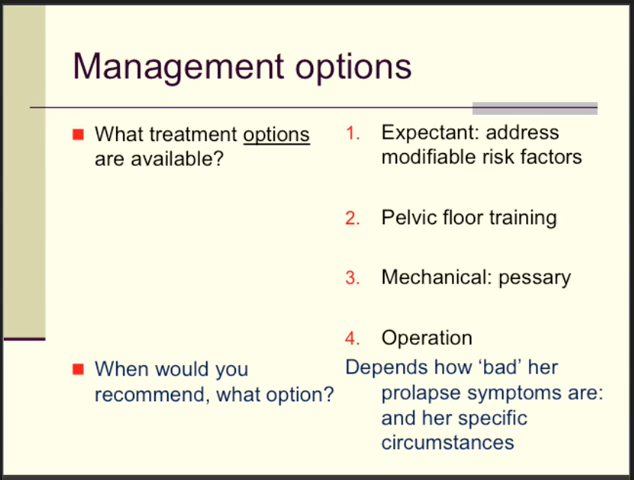 Management options
What treatment options
are available?
1. Expectant: address
modifiable risk factors
2. Pelvic floor training
3. Mechanical: pessary
4. Operation
When would you
recommend, what option?
Depends how ‘bad’ her
prolapse symptoms are:
and her specific
circumstances